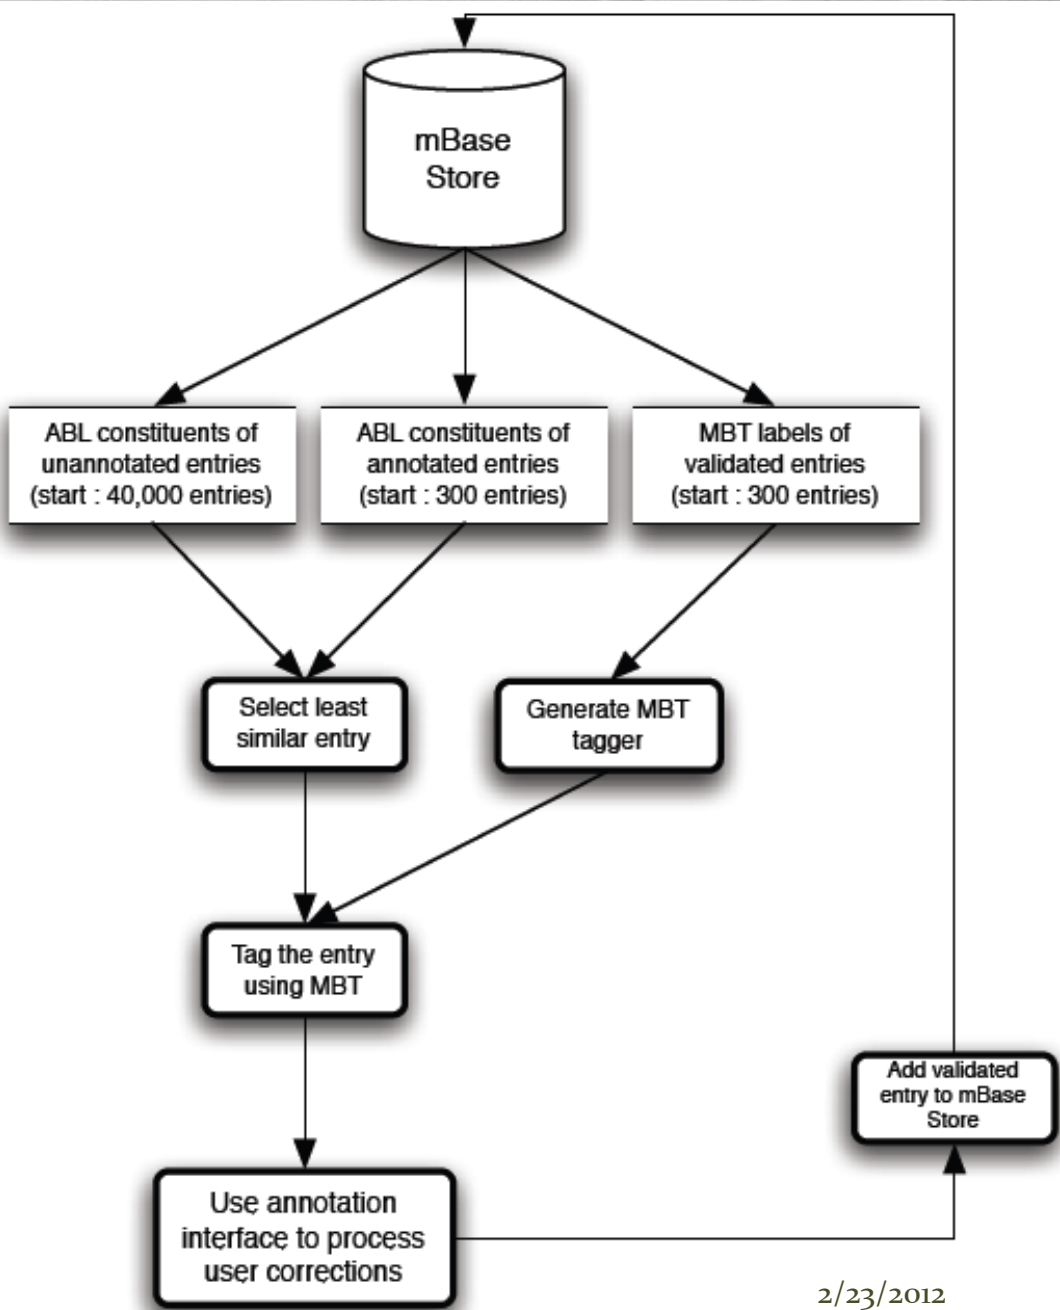 mBase
Store
ABL constituents of
unannotated entries
(start : 40,000 entries)
ABL constituents of
annotated entries
(start : 300 entries)
MBT labels of
validated entries
(start : 300 entries)
Select least
similar entry
Generate MBT
tagger
Tag the entry
using MBT
Add validated
entry to mBase
Store
Use annotation
interface to process
user corrections
2/23/2012